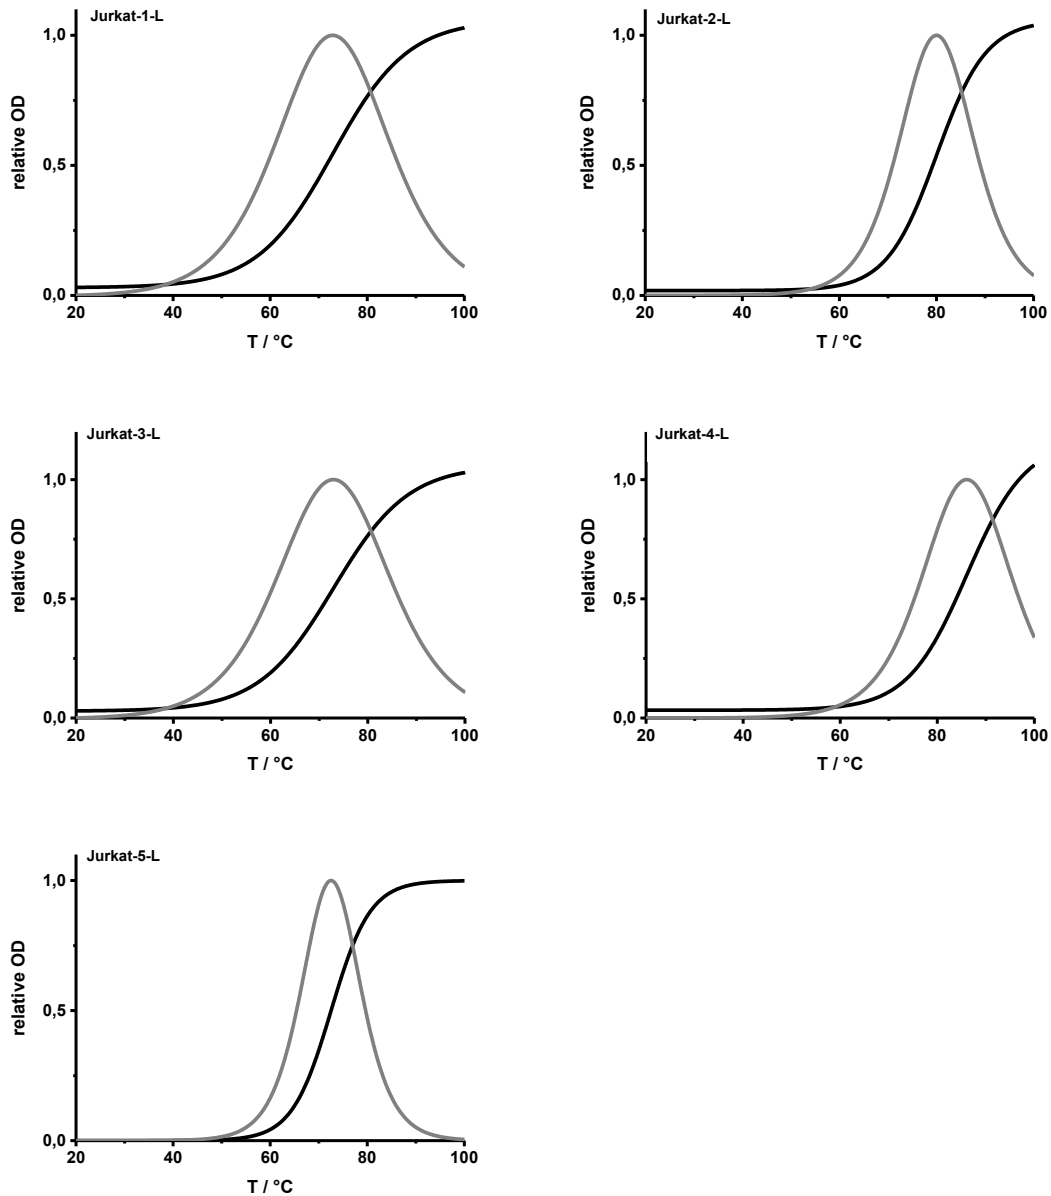 Jurkat-1-L
relative OD
1,0
0,5
0,0
20 40 60 80 100
T / °C
Jurkat-2-L
relative OD
1,0
0,5
0,0
20 40 60 80 100
T / °C
Jurkat-3-L
relative OD
1,0
0,5
0,0
20 40 60 80 100
T / °C
Jurkat-4-L
relative OD
1,0
0,5
0,0
20 40 60 80 100
T / °C
Jurkat-5-L
relative OD
1,0
0,5
0,0
20 40 60 80 100
T / °C